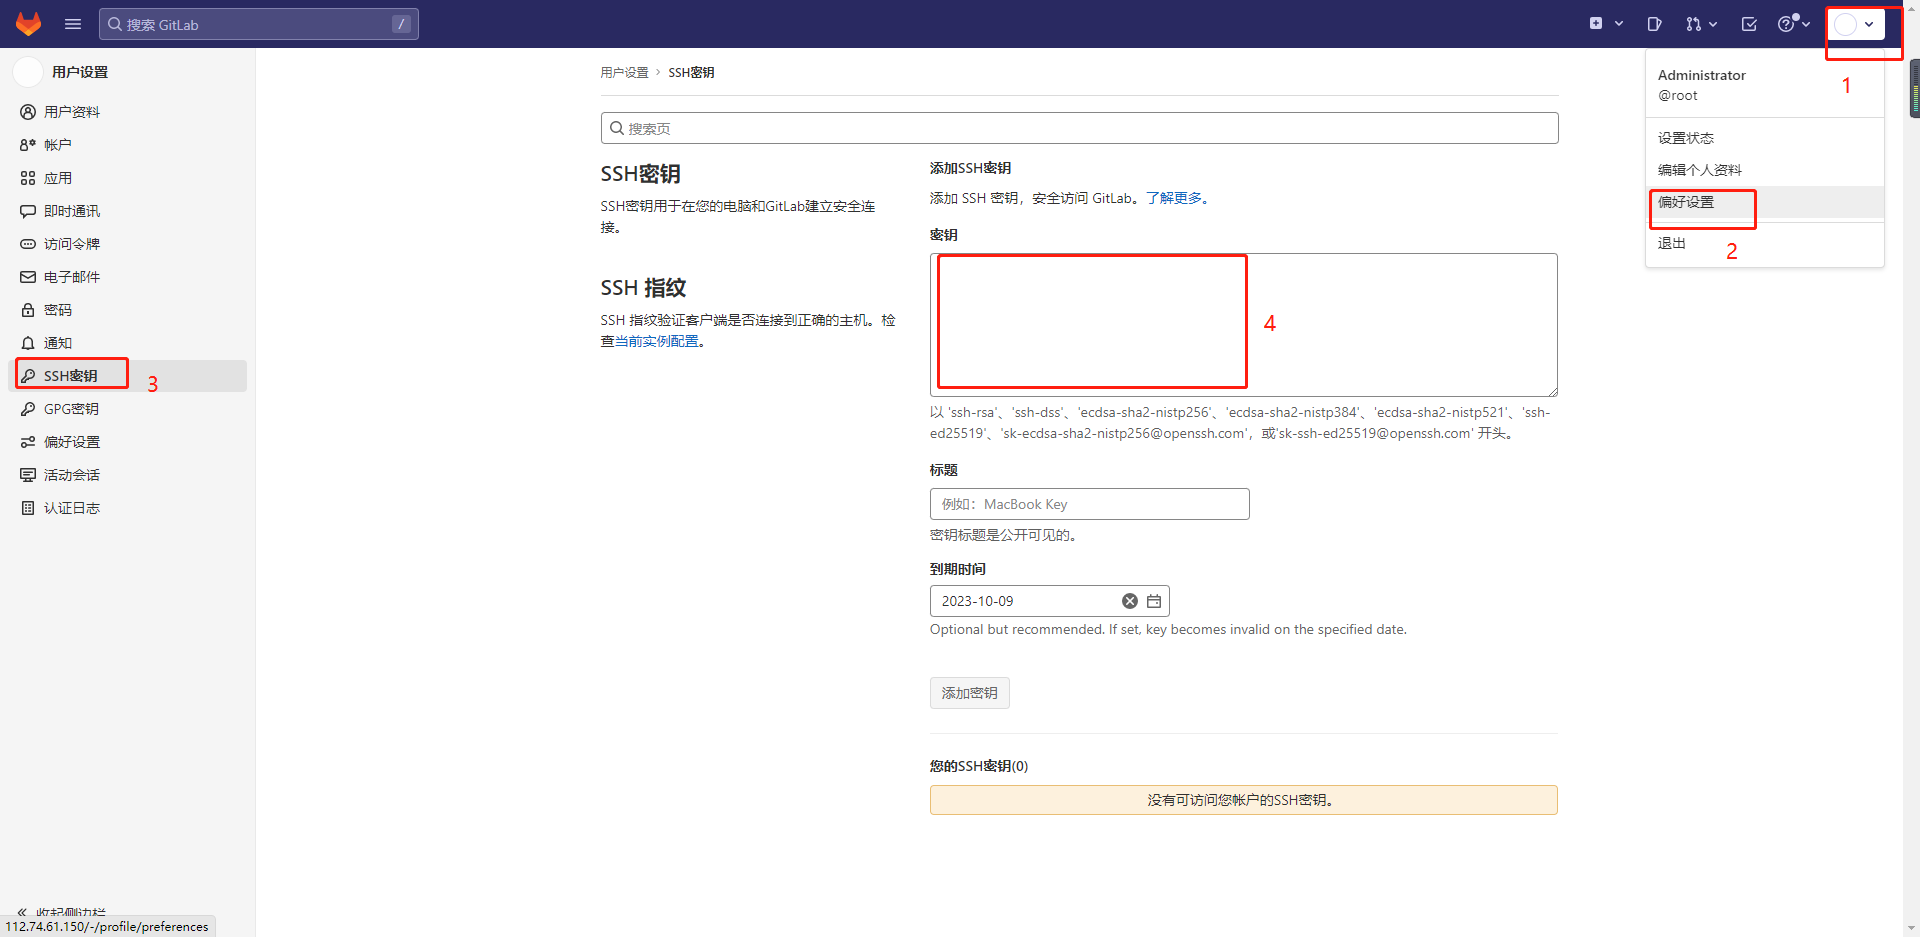 搜索 GitLab
/
用户设置
用户资料
帐户
应用
即时通讯
访问令牌
电子邮件
密码
通知
SSH密钥
3
GPG密钥
偏好设置
活动会话
认证日志
收起侧边栏
112.74.61.150/-/profile/preferences
用户设置 › SSH密钥
搜索页
SSH密钥
SSH密钥用于在您的电脑和GitLab建立安全连
接。
SSH 指纹
SSH 指纹验证客户端是否连接到正确的主机。检
查当前实例配置。
添加SSH密钥
添加 SSH 密钥，安全访问 GitLab。了解更多。
密钥
4
以 'ssh-rsa'、'ssh-dss'、'ecdsa-sha2-nistp256'、'ecdsa-sha2-nistp384'、'ecdsa-sha2-nistp521'、'ssh-
ed25519'、'sk-ecdsa-sha2-nistp256@openssh.com'，或'sk-ssh-ed25519@openssh.com' 开头。
标题
例如：MacBook Key
密钥标题是公开可见的。
到期时间
2023-10-09
Optional but recommended. If set, key becomes invalid on the specified date.
添加密钥
您的SSH密钥(0)
没有可访问您帐户的SSH密钥。
1
Administrator
@root
设置状态
编辑个人资料
偏好设置
退出
2